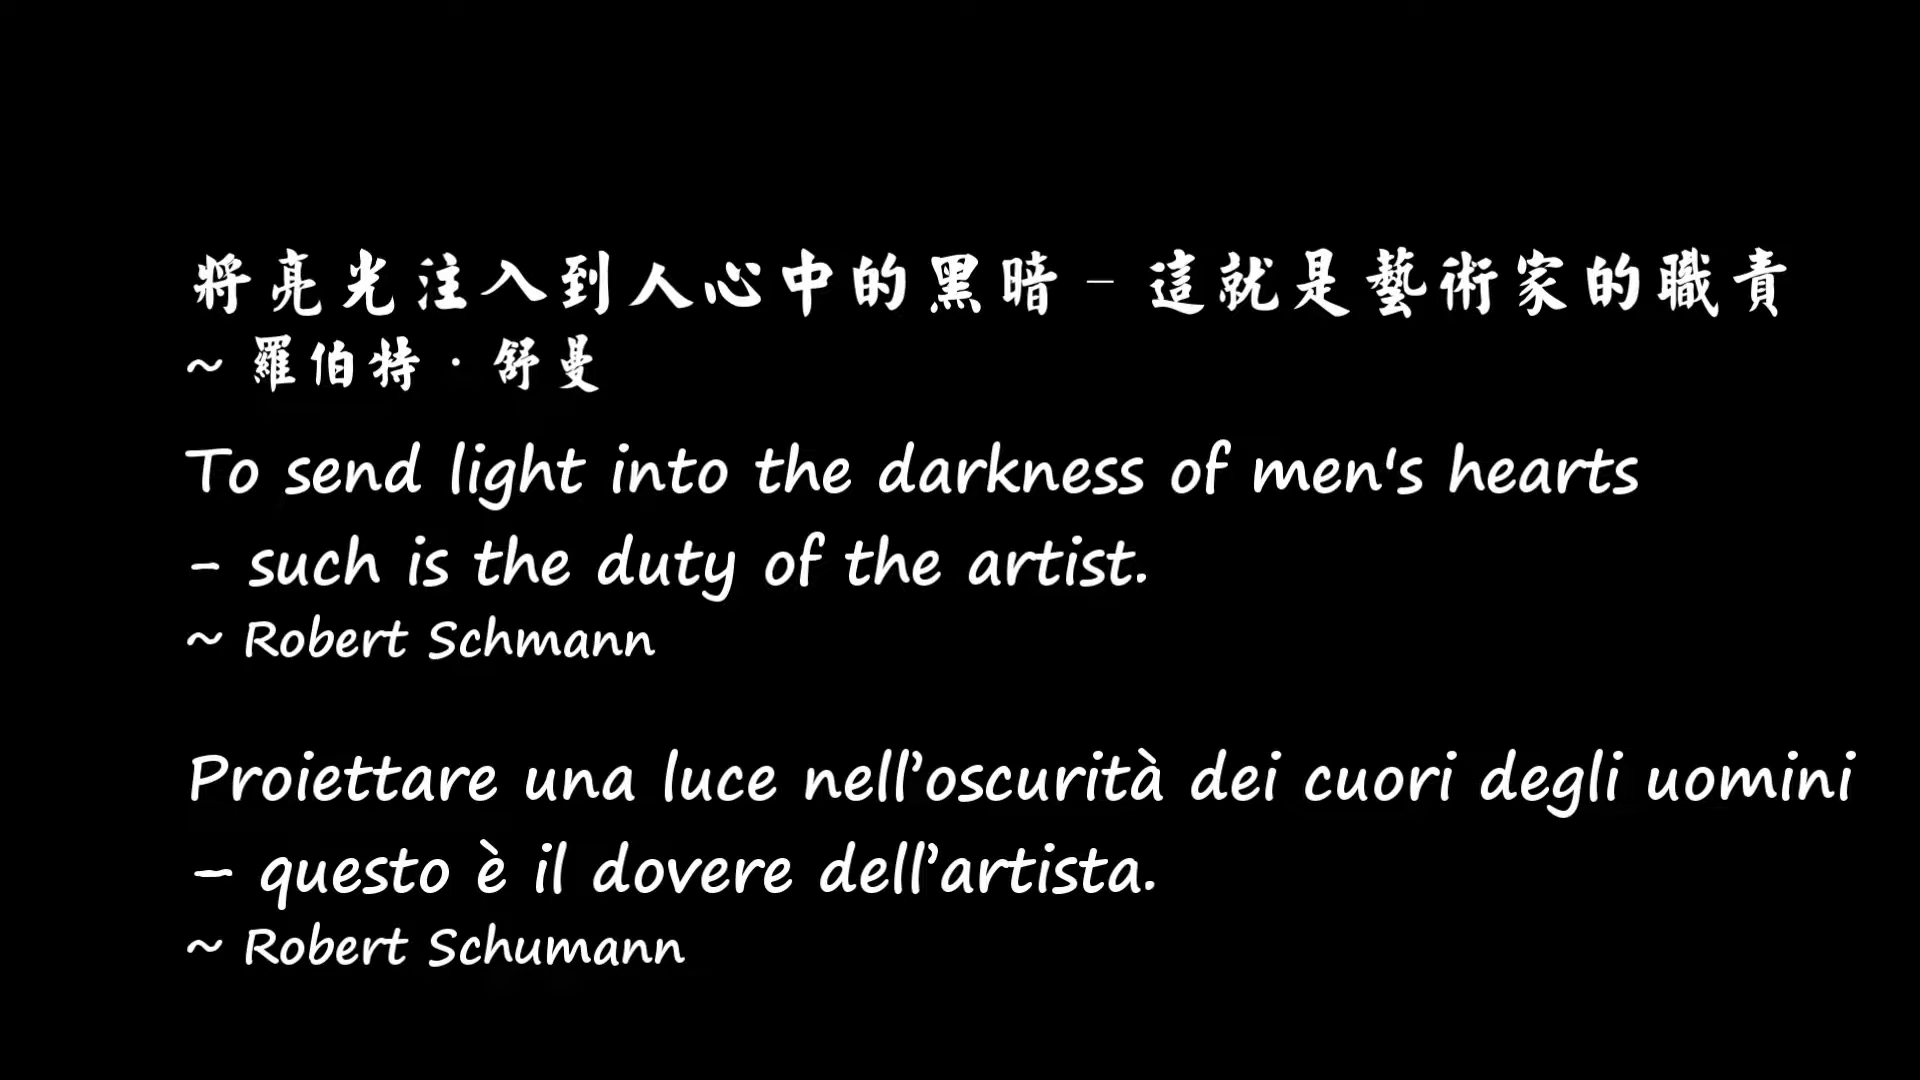 將亮光注入到人心中的黑暗 – 這就是藝術家的職責
~ 羅伯特 · 舒曼
To send light into the darkness of men's hearts
- such is the duty of the artist.
~ Robert Schmann
Proiettare una luce nell’oscurità dei cuori degli uomini
– questo è il dovere dell’artista.
~ Robert Schumann